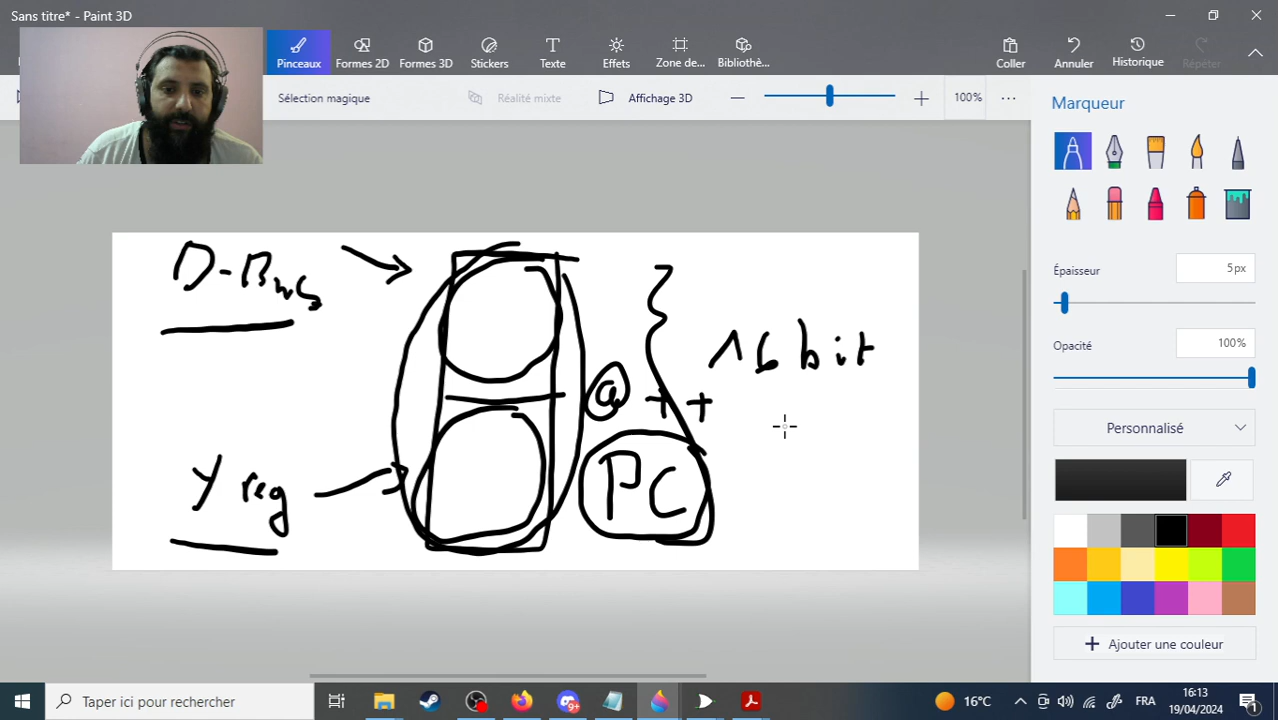 Sans titre* - Paint 3D
Pinceaux
Formes 2D
Formes 3D
Stickers
Texte
Effets
Zone de...
Bibliothè...
Coller
Annuler
Historique
Répéter...
Sélection magique
Réalité mixte
Affichage 3D
100%
Marqueur
Épaisseur
5px
Opacité
100%
Personnalisé
Ajouter une couleur
D-Bus
16 bit
@ ++
Y reg
PC
Taper ici pour rechercher
9+
16°C
FRA
16:13
19/04/2024
1